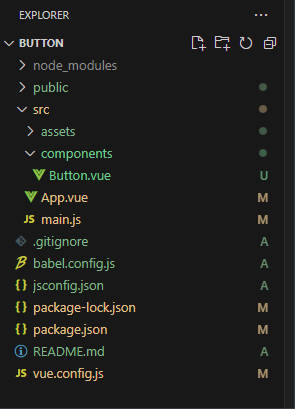 EXPLORER ...
BUTTON
node_modules
public
src
assets
components
Button.vue U
App.vue M
JS main.js M
.gitignore A
babel.config.js A
{} jsconfig.json A
{} package-lock.json M
{} package.json M
README.md A
JS vue.config.js M